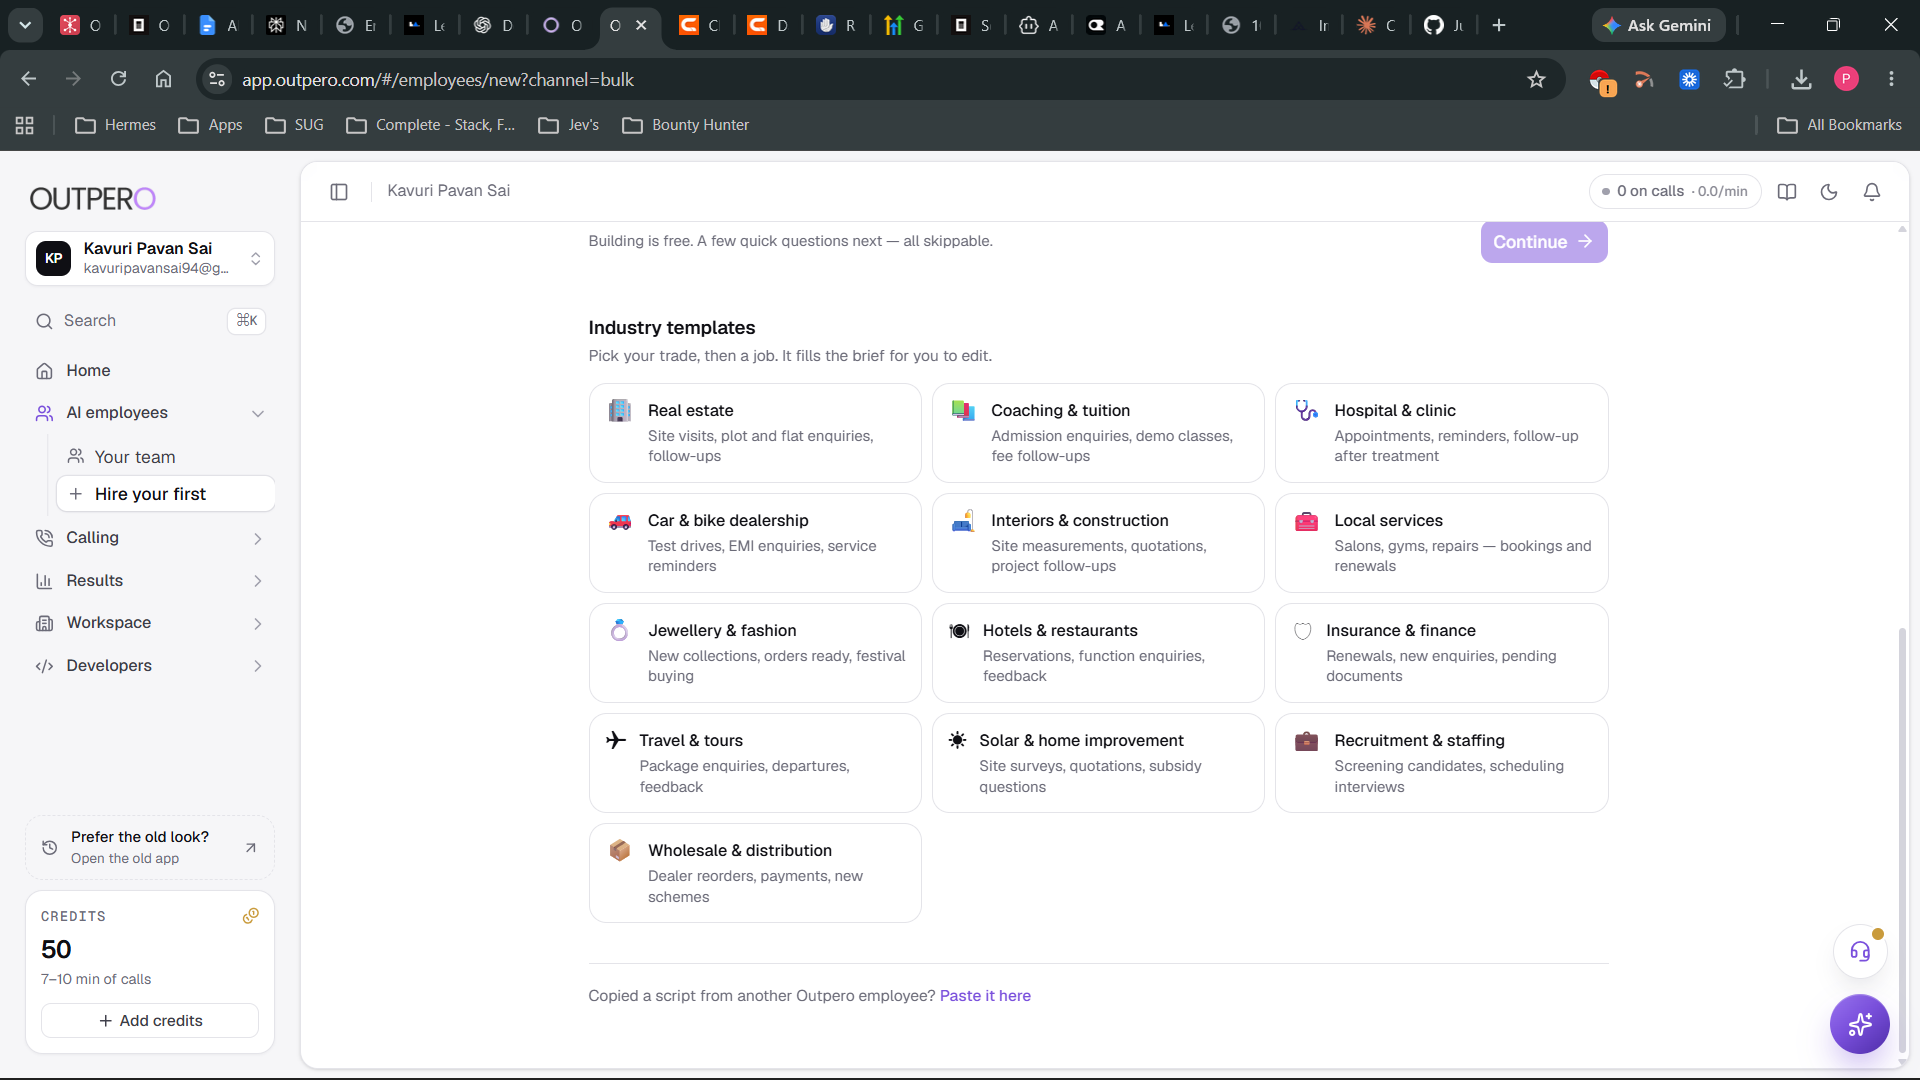 Ask Gemini
app.outpero.com/#/employees/new?channel=bulk
Hermes
Apps
SUG
Complete - Stack, F...
Jev's
Bounty Hunter
All Bookmarks
OUTPERO
KP
Kavuri Pavan Sai
kavuripavansai94@g...
Search
⌘K
Home
AI employees
Your team
Hire your first
Calling
Results
Workspace
Developers
Prefer the old look?
Open the old app
CREDITS
50
7–10 min of calls
+ Add credits
Kavuri Pavan Sai
0 on calls · 0.0/min
Building is free. A few quick questions next — all skippable.
Continue →
Industry templates
Pick your trade, then a job. It fills the brief for you to edit.
Real estate
Site visits, plot and flat enquiries,
follow-ups
Coaching & tuition
Admission enquiries, demo classes,
fee follow-ups
Hospital & clinic
Appointments, reminders, follow-up
after treatment
Car & bike dealership
Test drives, EMI enquiries, service
reminders
Interiors & construction
Site measurements, quotations,
project follow-ups
Local services
Salons, gyms, repairs — bookings and
renewals
Jewellery & fashion
New collections, orders ready, festival
buying
Hotels & restaurants
Reservations, function enquiries,
feedback
Insurance & finance
Renewals, new enquiries, pending
documents
Travel & tours
Package enquiries, departures,
feedback
Solar & home improvement
Site surveys, quotations, subsidy
questions
Recruitment & staffing
Screening candidates, scheduling
interviews
Wholesale & distribution
Dealer reorders, payments, new
schemes
Copied a script from another Outpero employee? Paste it here